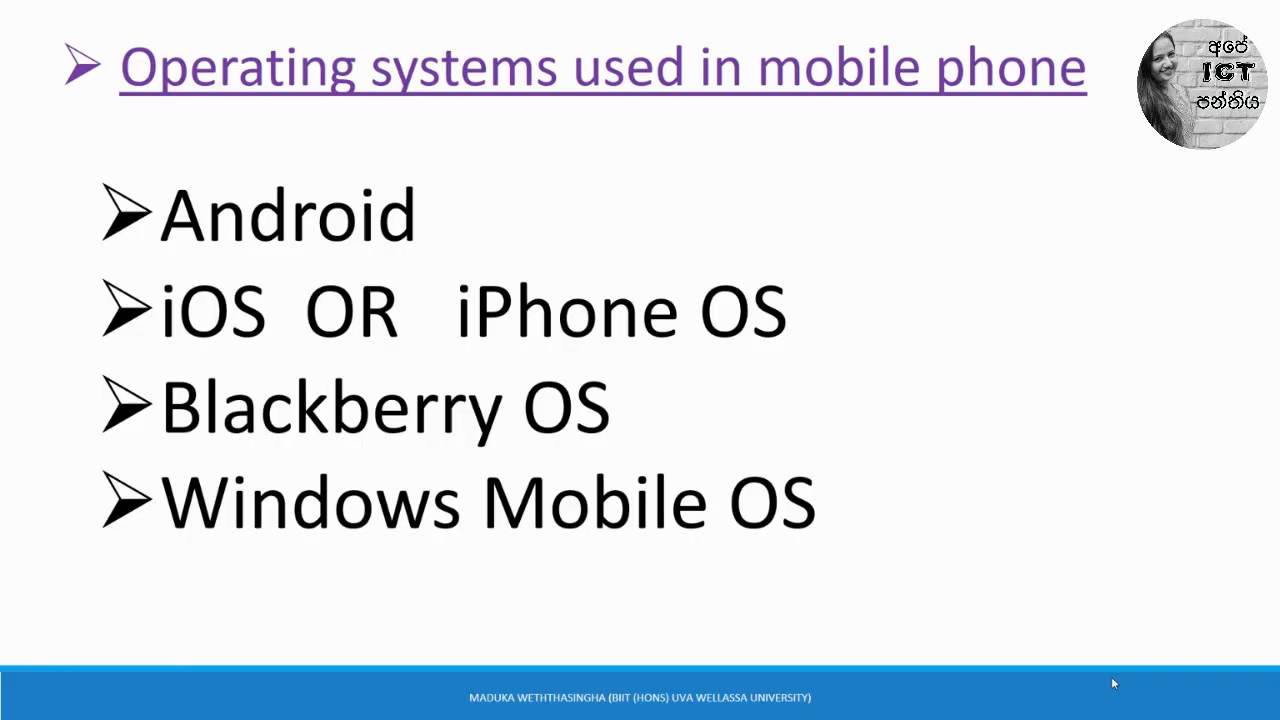 Operating systems used in mobile phone
අපේ
ICT
පන්තිය
Android
iOS OR iPhone OS
Blackberry OS
Windows Mobile OS
MADUKA WETHTHASINGHA (BIIT (HONS) UVA WELLASSA UNIVERSITY)